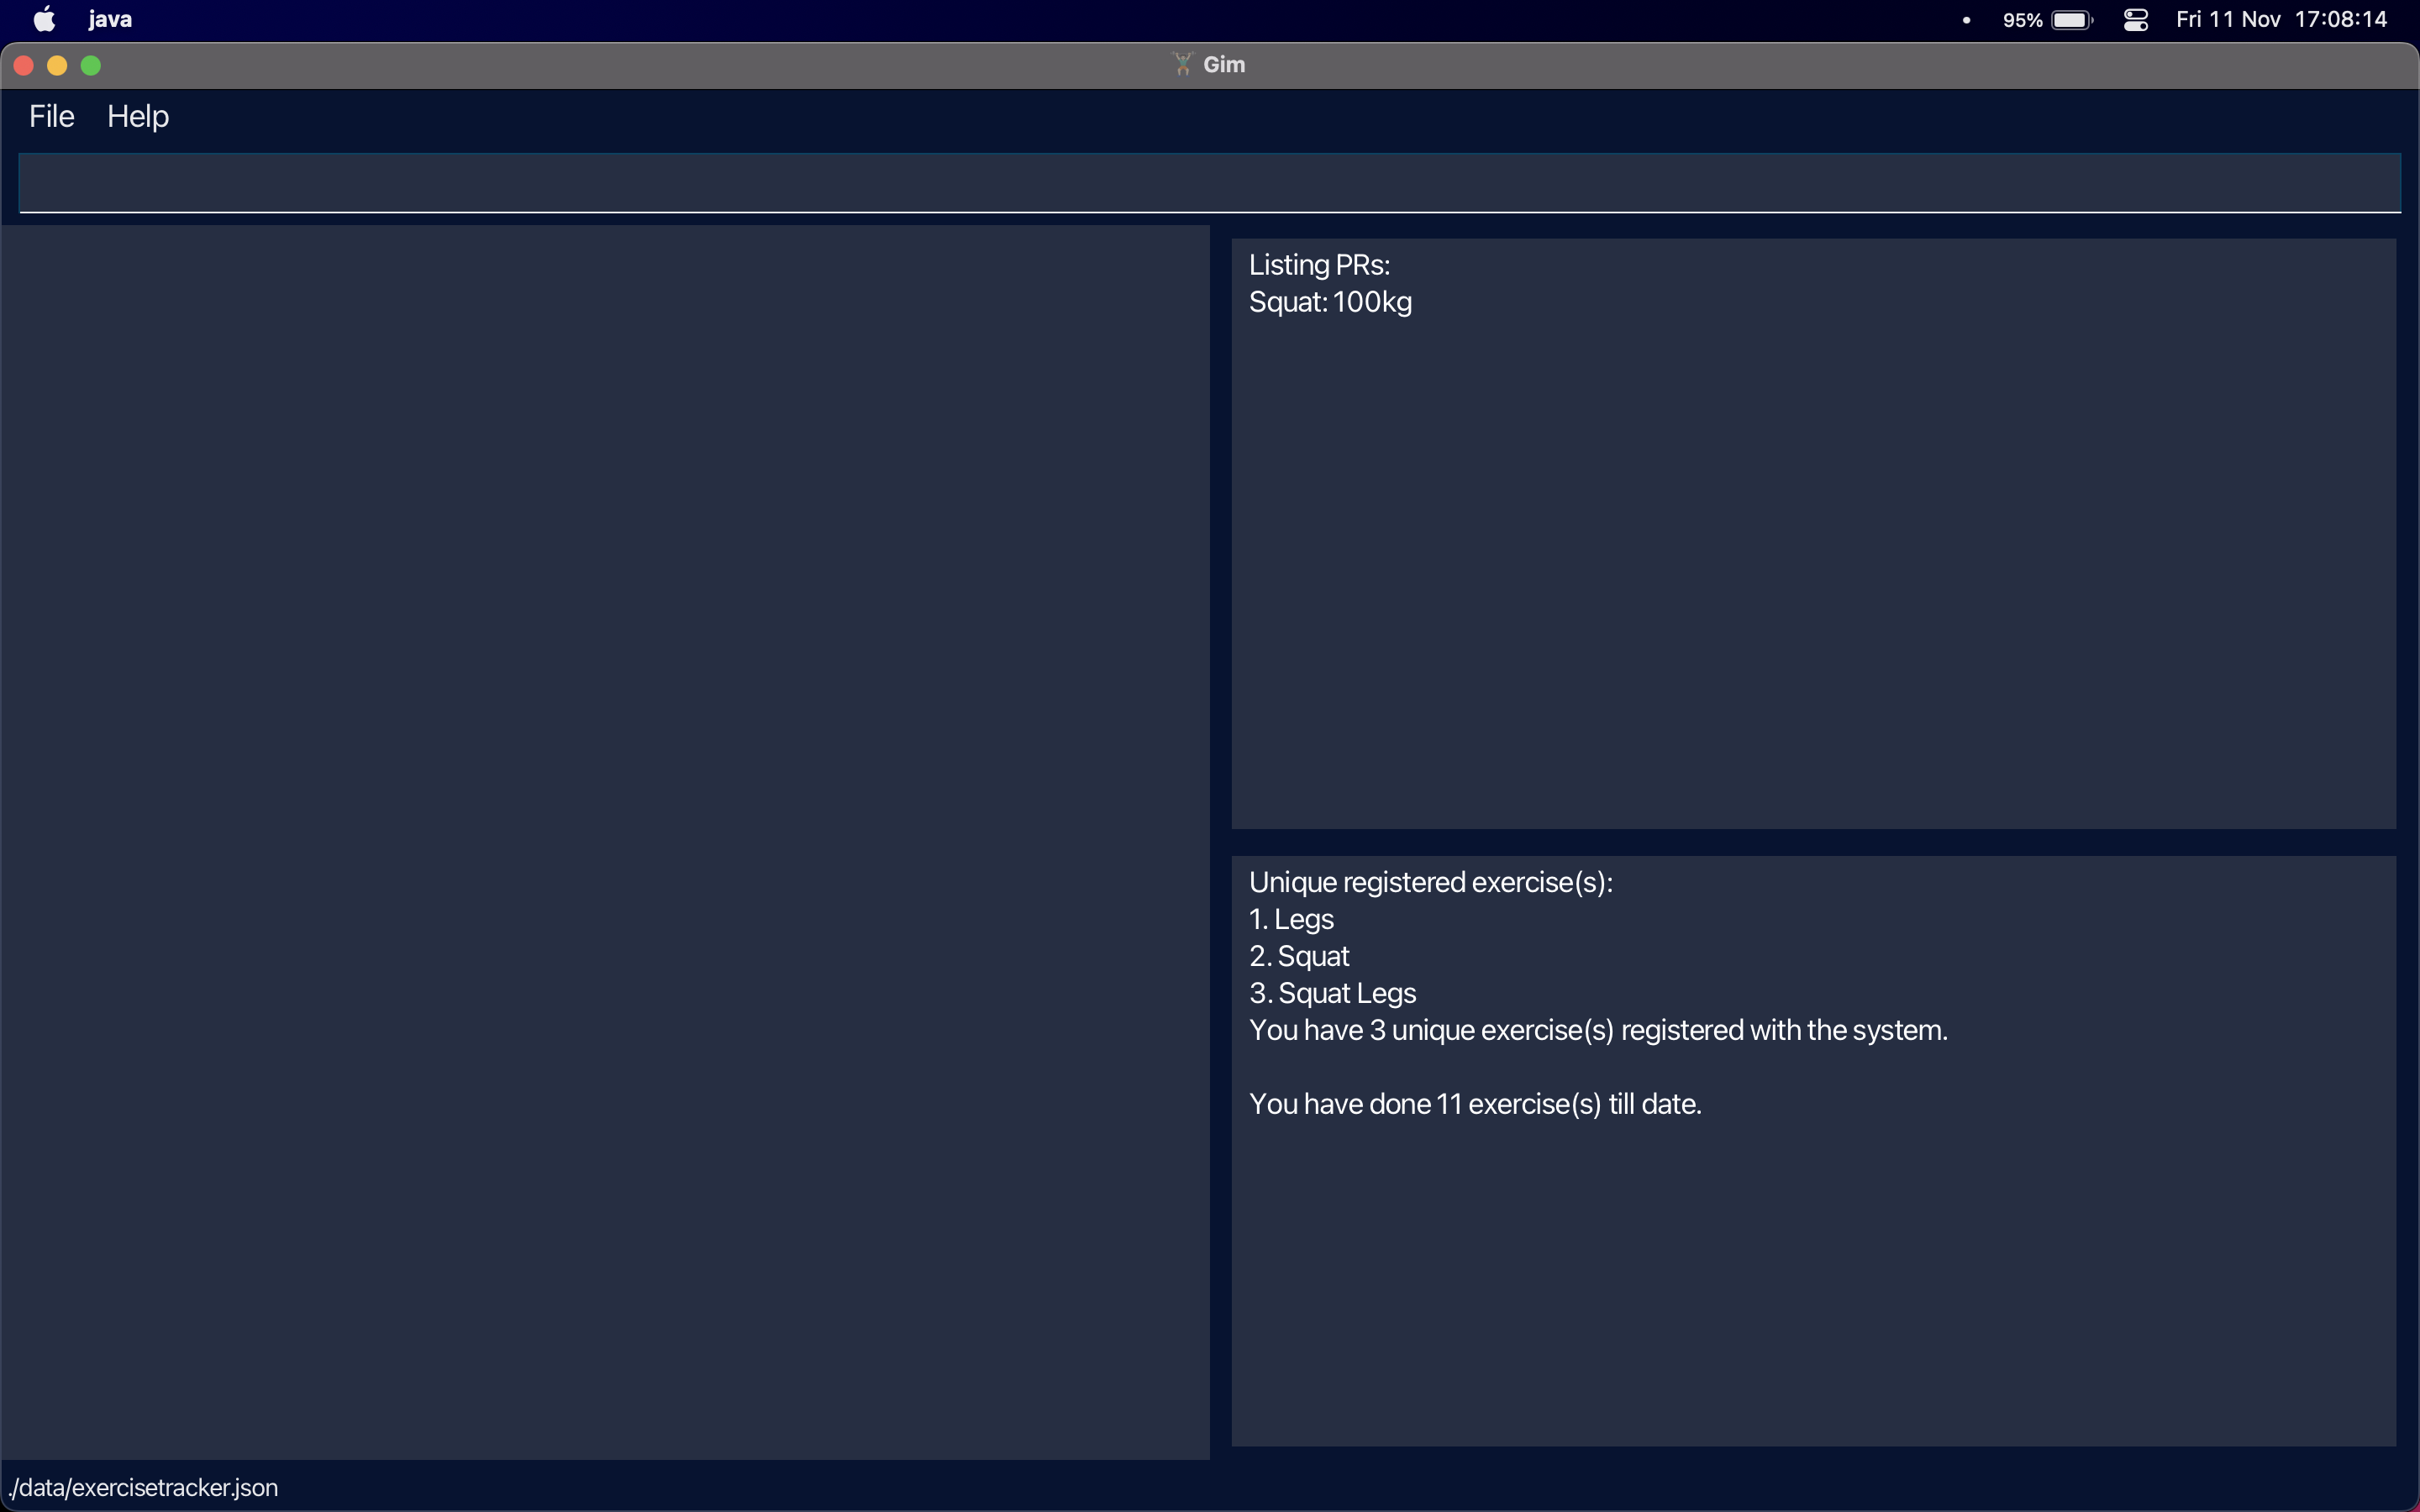 java
95%
Fri 11 Nov 17:08:14
Gim
File Help
Listing PRs:
Squat: 100kg
Unique registered exercise(s):
1. Legs
2. Squat
3. Squat Legs
You have 3 unique exercise(s) registered with the system.
You have done 11 exercise(s) till date.
./data/exercisetracker.json